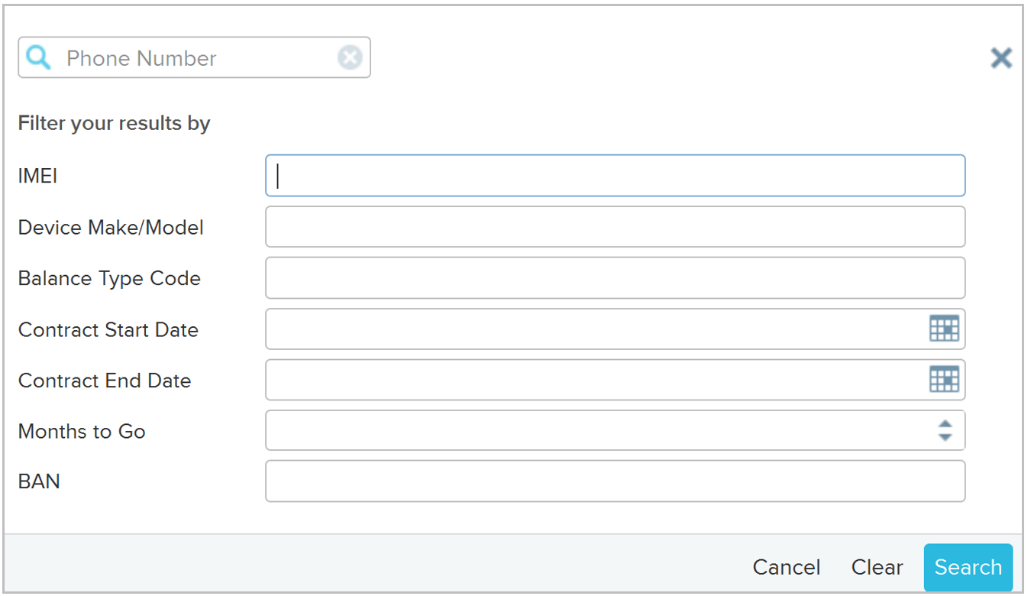 Phone Number
Filter your results by
IMEI
Device Make/Model
Balance Type Code
Contract Start Date
Contract End Date
Months to Go
BAN
Cancel Clear Search